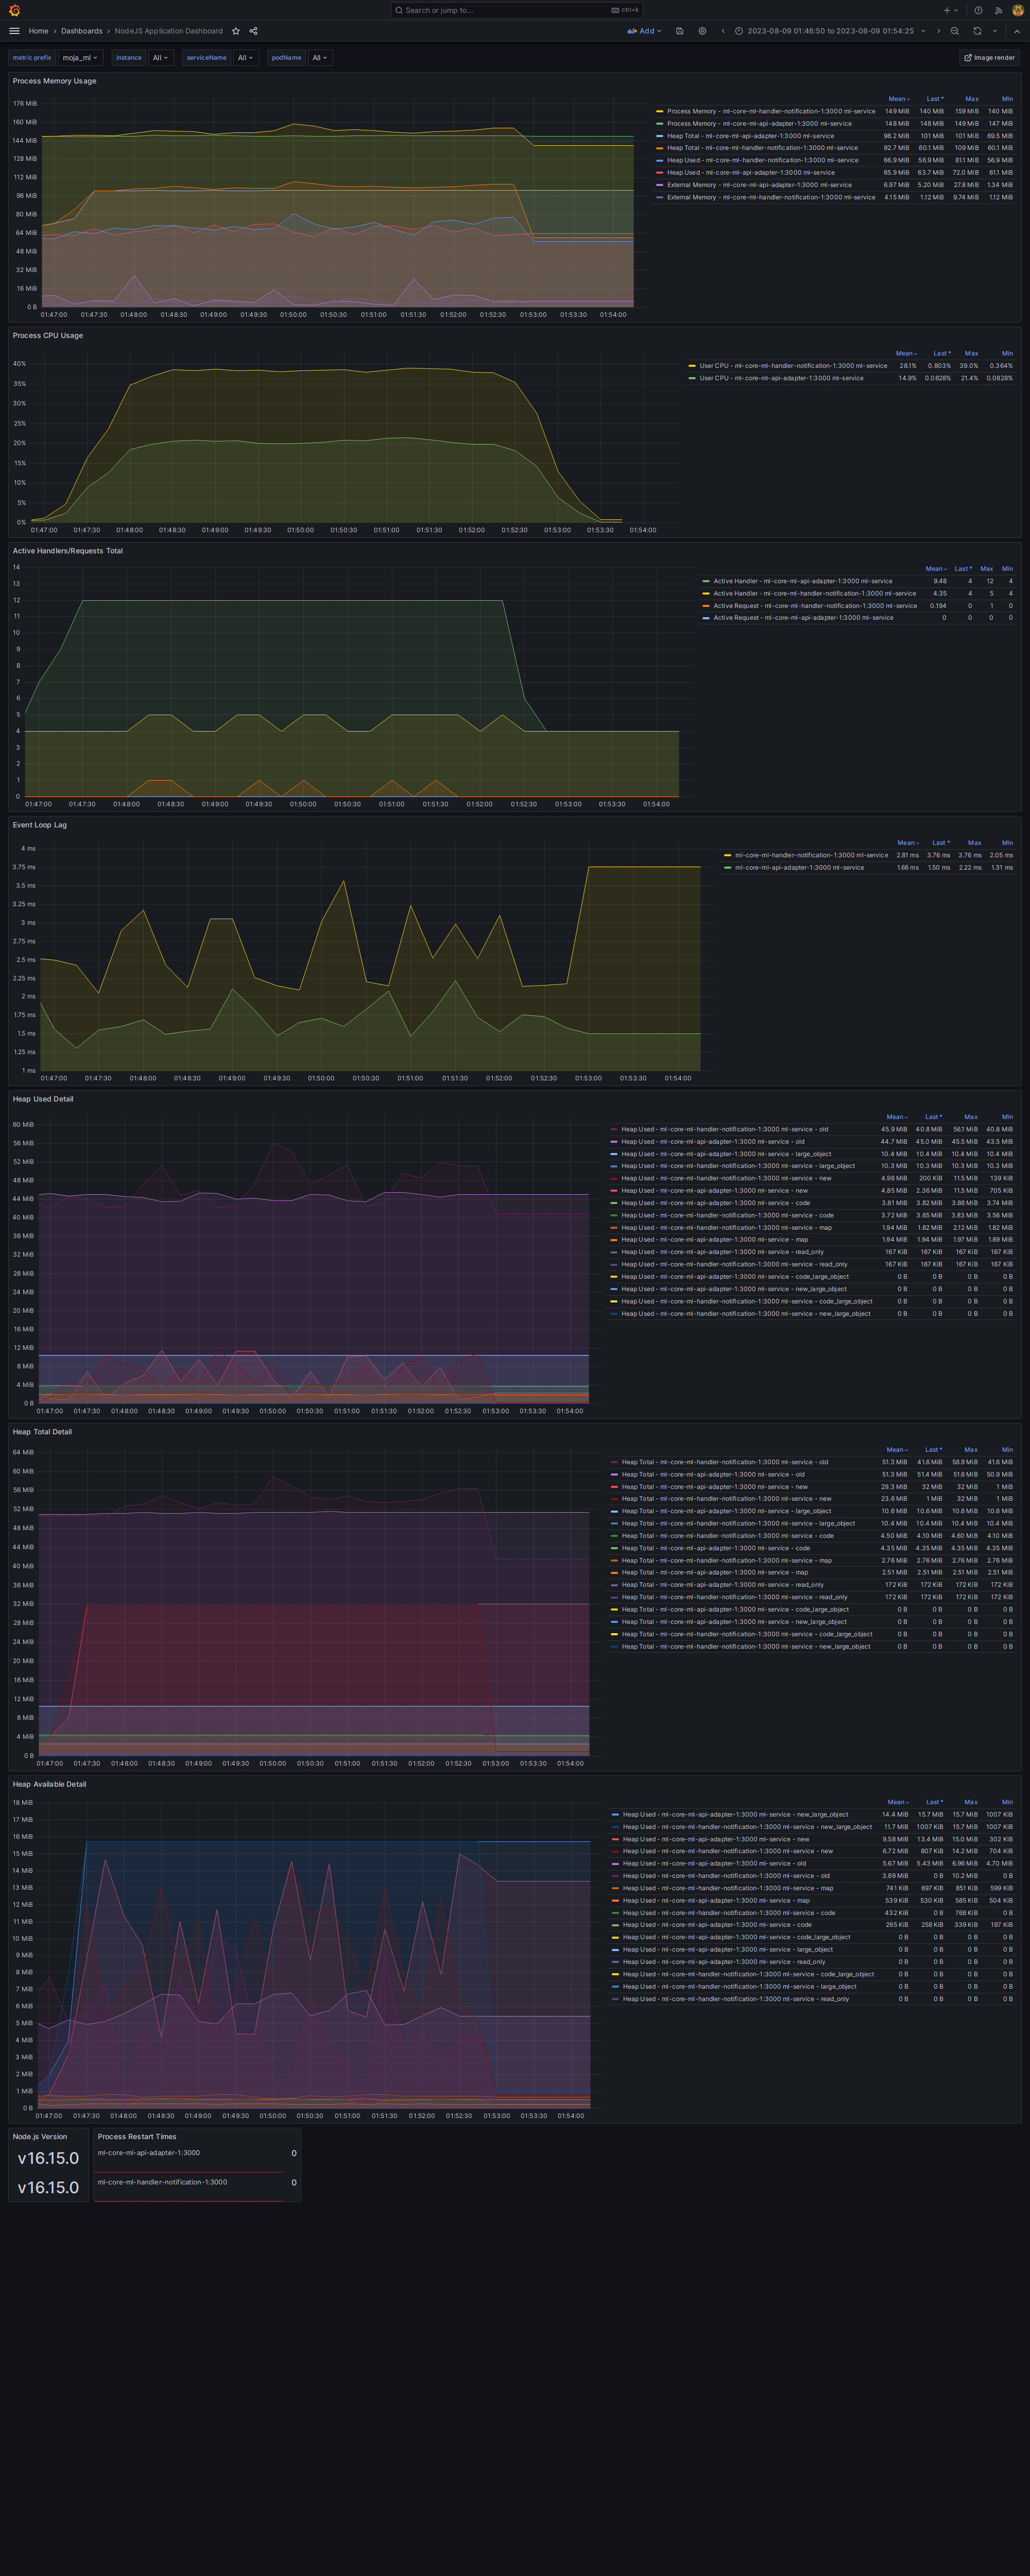 Search or jump to... ctrl+k
Home › Dashboards › NodeJS Application Dashboard Add 2023-08-09 01:46:50 to 2023-08-09 01:54:25
metric prefix moja_ml instance All serviceName All podName All Image render
Process Memory Usage
Mean Last * Max Min
Process Memory - ml-core-ml-handler-notification-1:3000 ml-service 149 MiB 140 MiB 159 MiB 140 MiB
Process Memory - ml-core-ml-api-adapter-1:3000 ml-service 148 MiB 148 MiB 149 MiB 147 MiB
Heap Total - ml-core-ml-api-adapter-1:3000 ml-service 98.2 MiB 101 MiB 101 MiB 69.5 MiB
Heap Total - ml-core-ml-handler-notification-1:3000 ml-service 92.7 MiB 60.1 MiB 109 MiB 60.1 MiB
Heap Used - ml-core-ml-handler-notification-1:3000 ml-service 66.9 MiB 56.9 MiB 81.1 MiB 56.9 MiB
Heap Used - ml-core-ml-api-adapter-1:3000 ml-service 65.9 MiB 63.7 MiB 72.0 MiB 61.1 MiB
External Memory - ml-core-ml-api-adapter-1:3000 ml-service 6.97 MiB 5.20 MiB 27.8 MiB 1.34 MiB
External Memory - ml-core-ml-handler-notification-1:3000 ml-service 4.15 MiB 1.12 MiB 9.74 MiB 1.12 MiB
176 MiB
160 MiB
144 MiB
128 MiB
112 MiB
96 MiB
80 MiB
64 MiB
48 MiB
32 MiB
16 MiB
0 B
01:47:00 01:47:30 01:48:00 01:48:30 01:49:00 01:49:30 01:50:00 01:50:30 01:51:00 01:51:30 01:52:00 01:52:30 01:53:00 01:53:30 01:54:00
Process CPU Usage
Mean Last * Max Min
User CPU - ml-core-ml-handler-notification-1:3000 ml-service 28.1% 0.803% 39.0% 0.364%
User CPU - ml-core-ml-api-adapter-1:3000 ml-service 14.9% 0.0828% 21.4% 0.0828%
40%
35%
30%
25%
20%
15%
10%
5%
0%
01:47:00 01:47:30 01:48:00 01:48:30 01:49:00 01:49:30 01:50:00 01:50:30 01:51:00 01:51:30 01:52:00 01:52:30 01:53:00 01:53:30 01:54:00
Active Handlers/Requests Total
Mean Last * Max Min
Active Handler - ml-core-ml-api-adapter-1:3000 ml-service 9.48 4 12 4
Active Handler - ml-core-ml-handler-notification-1:3000 ml-service 4.35 4 5 4
Active Request - ml-core-ml-handler-notification-1:3000 ml-service 0.194 0 1 0
Active Request - ml-core-ml-api-adapter-1:3000 ml-service 0 0 0 0
14
13
12
11
10
9
8
7
6
5
4
3
2
1
0
01:47:00 01:47:30 01:48:00 01:48:30 01:49:00 01:49:30 01:50:00 01:50:30 01:51:00 01:51:30 01:52:00 01:52:30 01:53:00 01:53:30 01:54:00
Event Loop Lag
Mean Last * Max Min
ml-core-ml-handler-notification-1:3000 ml-service 2.81 ms 3.76 ms 3.76 ms 2.05 ms
ml-core-ml-api-adapter-1:3000 ml-service 1.66 ms 1.50 ms 2.22 ms 1.31 ms
4 ms
3.75 ms
3.5 ms
3.25 ms
3 ms
2.75 ms
2.5 ms
2.25 ms
2 ms
1.75 ms
1.5 ms
1.25 ms
1 ms
01:47:00 01:47:30 01:48:00 01:48:30 01:49:00 01:49:30 01:50:00 01:50:30 01:51:00 01:51:30 01:52:00 01:52:30 01:53:00 01:53:30 01:54:00
Heap Used Detail
Mean Last * Max Min
Heap Used - ml-core-ml-handler-notification-1:3000 ml-service - old 45.9 MiB 40.8 MiB 56.1 MiB 40.8 MiB
Heap Used - ml-core-ml-api-adapter-1:3000 ml-service - old 44.7 MiB 45.0 MiB 45.5 MiB 43.5 MiB
Heap Used - ml-core-ml-api-adapter-1:3000 ml-service - large_object 10.4 MiB 10.4 MiB 10.4 MiB 10.4 MiB
Heap Used - ml-core-ml-handler-notification-1:3000 ml-service - large_object 10.3 MiB 10.3 MiB 10.3 MiB 10.3 MiB
Heap Used - ml-core-ml-handler-notification-1:3000 ml-service - new 4.98 MiB 200 KiB 11.5 MiB 139 KiB
Heap Used - ml-core-ml-api-adapter-1:3000 ml-service - new 4.85 MiB 2.36 MiB 11.5 MiB 705 KiB
Heap Used - ml-core-ml-api-adapter-1:3000 ml-service - code 3.81 MiB 3.82 MiB 3.88 MiB 3.74 MiB
Heap Used - ml-core-ml-handler-notification-1:3000 ml-service - code 3.72 MiB 3.65 MiB 3.83 MiB 3.56 MiB
Heap Used - ml-core-ml-handler-notification-1:3000 ml-service - map 1.94 MiB 1.82 MiB 2.12 MiB 1.82 MiB
Heap Used - ml-core-ml-api-adapter-1:3000 ml-service - map 1.94 MiB 1.94 MiB 1.97 MiB 1.89 MiB
Heap Used - ml-core-ml-api-adapter-1:3000 ml-service - read_only 167 KiB 167 KiB 167 KiB 167 KiB
Heap Used - ml-core-ml-handler-notification-1:3000 ml-service - read_only 167 KiB 167 KiB 167 KiB 167 KiB
Heap Used - ml-core-ml-api-adapter-1:3000 ml-service - code_large_object 0 B 0 B 0 B 0 B
Heap Used - ml-core-ml-api-adapter-1:3000 ml-service - new_large_object 0 B 0 B 0 B 0 B
Heap Used - ml-core-ml-handler-notification-1:3000 ml-service - code_large_object 0 B 0 B 0 B 0 B
Heap Used - ml-core-ml-handler-notification-1:3000 ml-service - new_large_object 0 B 0 B 0 B 0 B
60 MiB
56 MiB
52 MiB
48 MiB
44 MiB
40 MiB
36 MiB
32 MiB
28 MiB
24 MiB
20 MiB
16 MiB
12 MiB
8 MiB
4 MiB
0 B
01:47:00 01:47:30 01:48:00 01:48:30 01:49:00 01:49:30 01:50:00 01:50:30 01:51:00 01:51:30 01:52:00 01:52:30 01:53:00 01:53:30 01:54:00
Heap Total Detail
Mean Last * Max Min
Heap Total - ml-core-ml-handler-notification-1:3000 ml-service - old 51.3 MiB 41.6 MiB 58.9 MiB 41.6 MiB
Heap Total - ml-core-ml-api-adapter-1:3000 ml-service - old 51.3 MiB 51.4 MiB 51.6 MiB 50.9 MiB
Heap Total - ml-core-ml-api-adapter-1:3000 ml-service - new 29.3 MiB 32 MiB 32 MiB 1 MiB
Heap Total - ml-core-ml-handler-notification-1:3000 ml-service - new 23.6 MiB 1 MiB 32 MiB 1 MiB
Heap Total - ml-core-ml-api-adapter-1:3000 ml-service - large_object 10.6 MiB 10.6 MiB 10.6 MiB 10.6 MiB
Heap Total - ml-core-ml-handler-notification-1:3000 ml-service - large_object 10.4 MiB 10.4 MiB 10.4 MiB 10.4 MiB
Heap Total - ml-core-ml-handler-notification-1:3000 ml-service - code 4.50 MiB 4.10 MiB 4.60 MiB 4.10 MiB
Heap Total - ml-core-ml-api-adapter-1:3000 ml-service - code 4.35 MiB 4.35 MiB 4.35 MiB 4.35 MiB
Heap Total - ml-core-ml-handler-notification-1:3000 ml-service - map 2.76 MiB 2.76 MiB 2.76 MiB 2.76 MiB
Heap Total - ml-core-ml-api-adapter-1:3000 ml-service - map 2.51 MiB 2.51 MiB 2.51 MiB 2.51 MiB
Heap Total - ml-core-ml-api-adapter-1:3000 ml-service - read_only 172 KiB 172 KiB 172 KiB 172 KiB
Heap Total - ml-core-ml-handler-notification-1:3000 ml-service - read_only 172 KiB 172 KiB 172 KiB 172 KiB
Heap Total - ml-core-ml-api-adapter-1:3000 ml-service - code_large_object 0 B 0 B 0 B 0 B
Heap Total - ml-core-ml-api-adapter-1:3000 ml-service - new_large_object 0 B 0 B 0 B 0 B
Heap Total - ml-core-ml-handler-notification-1:3000 ml-service - code_large_object 0 B 0 B 0 B 0 B
Heap Total - ml-core-ml-handler-notification-1:3000 ml-service - new_large_object 0 B 0 B 0 B 0 B
64 MiB
60 MiB
56 MiB
52 MiB
48 MiB
44 MiB
40 MiB
36 MiB
32 MiB
28 MiB
24 MiB
20 MiB
16 MiB
12 MiB
8 MiB
4 MiB
0 B
01:47:00 01:47:30 01:48:00 01:48:30 01:49:00 01:49:30 01:50:00 01:50:30 01:51:00 01:51:30 01:52:00 01:52:30 01:53:00 01:53:30 01:54:00
Heap Available Detail
Mean Last * Max Min
Heap Used - ml-core-ml-api-adapter-1:3000 ml-service - new_large_object 14.4 MiB 15.7 MiB 15.7 MiB 1007 KiB
Heap Used - ml-core-ml-handler-notification-1:3000 ml-service - new_large_object 11.7 MiB 1007 KiB 15.7 MiB 1007 KiB
Heap Used - ml-core-ml-api-adapter-1:3000 ml-service - new 9.58 MiB 13.4 MiB 15.0 MiB 302 KiB
Heap Used - ml-core-ml-handler-notification-1:3000 ml-service - new 6.72 MiB 807 KiB 14.2 MiB 704 KiB
Heap Used - ml-core-ml-api-adapter-1:3000 ml-service - old 5.67 MiB 5.43 MiB 6.96 MiB 4.70 MiB
Heap Used - ml-core-ml-handler-notification-1:3000 ml-service - old 3.89 MiB 0 B 10.2 MiB 0 B
Heap Used - ml-core-ml-handler-notification-1:3000 ml-service - map 741 KiB 697 KiB 851 KiB 599 KiB
Heap Used - ml-core-ml-api-adapter-1:3000 ml-service - map 539 KiB 530 KiB 585 KiB 504 KiB
Heap Used - ml-core-ml-handler-notification-1:3000 ml-service - code 432 KiB 0 B 768 KiB 0 B
Heap Used - ml-core-ml-api-adapter-1:3000 ml-service - code 265 KiB 258 KiB 339 KiB 197 KiB
Heap Used - ml-core-ml-api-adapter-1:3000 ml-service - code_large_object 0 B 0 B 0 B 0 B
Heap Used - ml-core-ml-api-adapter-1:3000 ml-service - large_object 0 B 0 B 0 B 0 B
Heap Used - ml-core-ml-api-adapter-1:3000 ml-service - read_only 0 B 0 B 0 B 0 B
Heap Used - ml-core-ml-handler-notification-1:3000 ml-service - code_large_object 0 B 0 B 0 B 0 B
Heap Used - ml-core-ml-handler-notification-1:3000 ml-service - large_object 0 B 0 B 0 B 0 B
Heap Used - ml-core-ml-handler-notification-1:3000 ml-service - read_only 0 B 0 B 0 B 0 B
18 MiB
17 MiB
16 MiB
15 MiB
14 MiB
13 MiB
12 MiB
11 MiB
10 MiB
9 MiB
8 MiB
7 MiB
6 MiB
5 MiB
4 MiB
3 MiB
2 MiB
1 MiB
0 B
01:47:00 01:47:30 01:48:00 01:48:30 01:49:00 01:49:30 01:50:00 01:50:30 01:51:00 01:51:30 01:52:00 01:52:30 01:53:00 01:53:30 01:54:00
Node.js Version
v16.15.0
v16.15.0
Process Restart Times
ml-core-ml-api-adapter-1:3000 0
ml-core-ml-handler-notification-1:3000 0